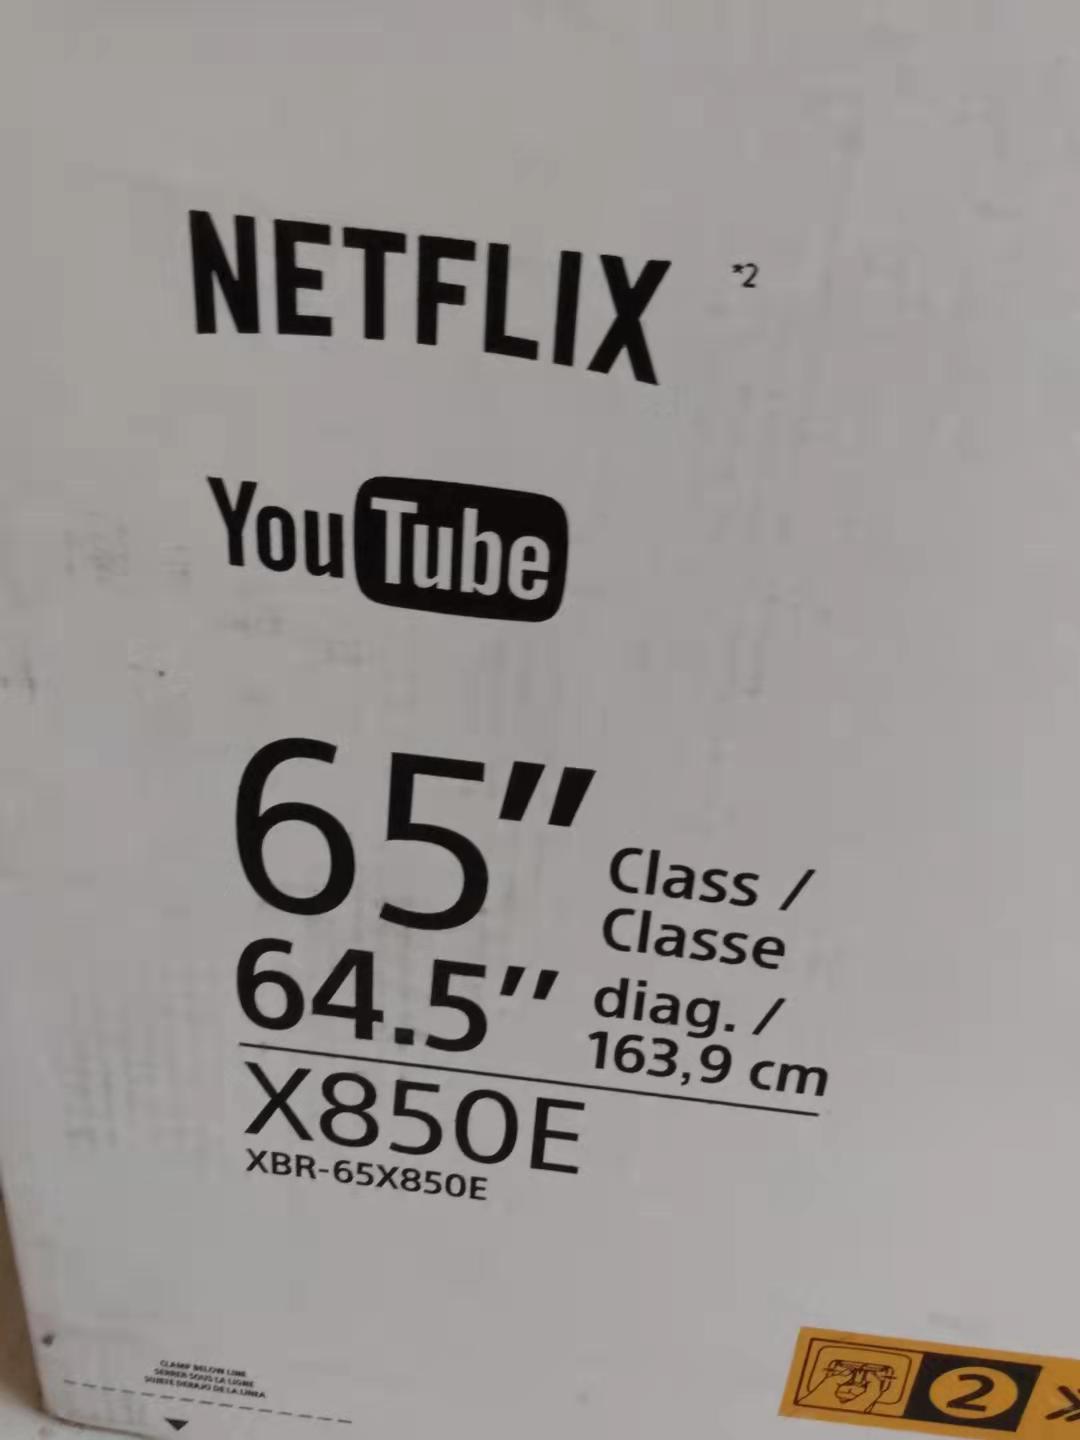 NETFLIX *2
YouTube
65" Class /
Classe
64.5" diag. /
163,9 cm
X850E
XBR-65X850E
CLAMP BELOW LINE
SERRER SOUS LA LIGNE
SUJETE DEBAJO DE LA LINEA
2